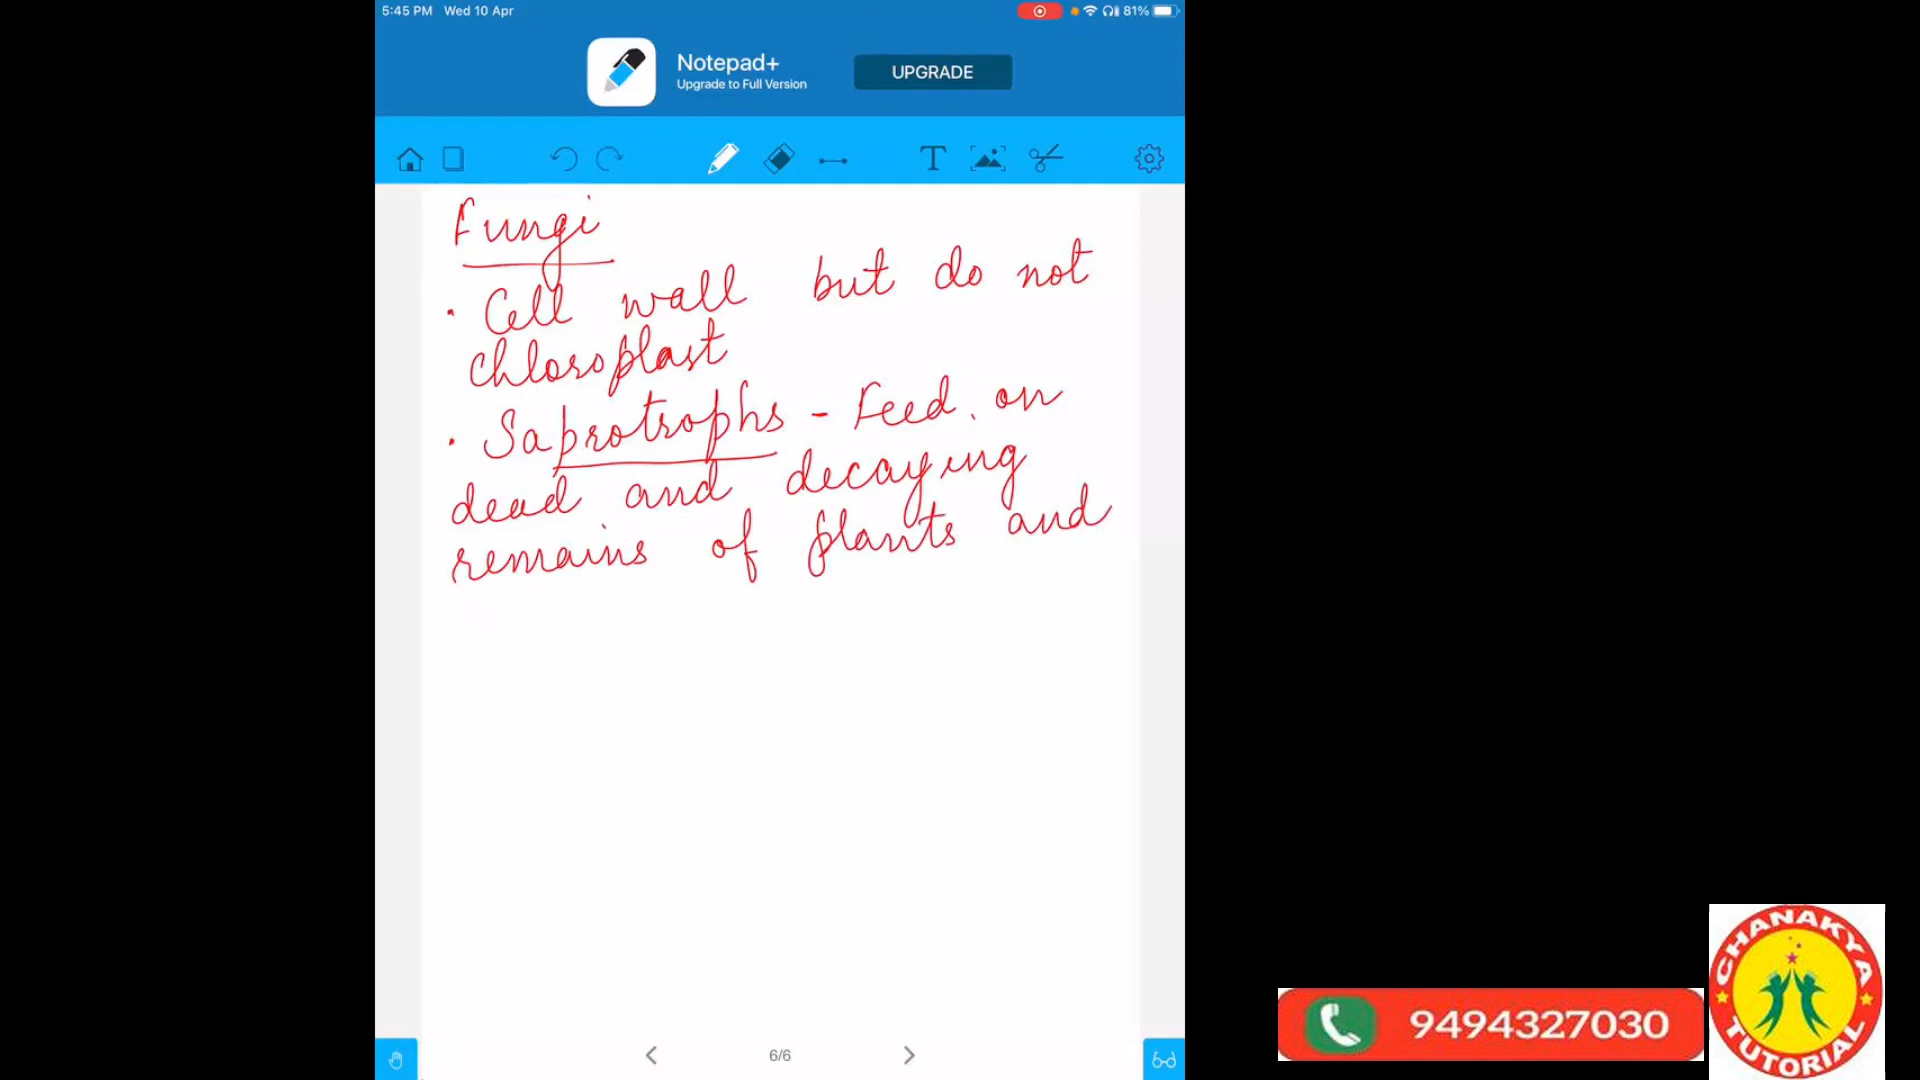 5:45 PM Wed 10 Apr
81%
Notepad+
Upgrade to Full Version
UPGRADE
T
Fungi
• Cell wall but do not
chloroplast
• Saprotrophs - Feed on
dead and decaying
remains of plants and
6/6
9494327030
CHANAKYA
TUTORIAL